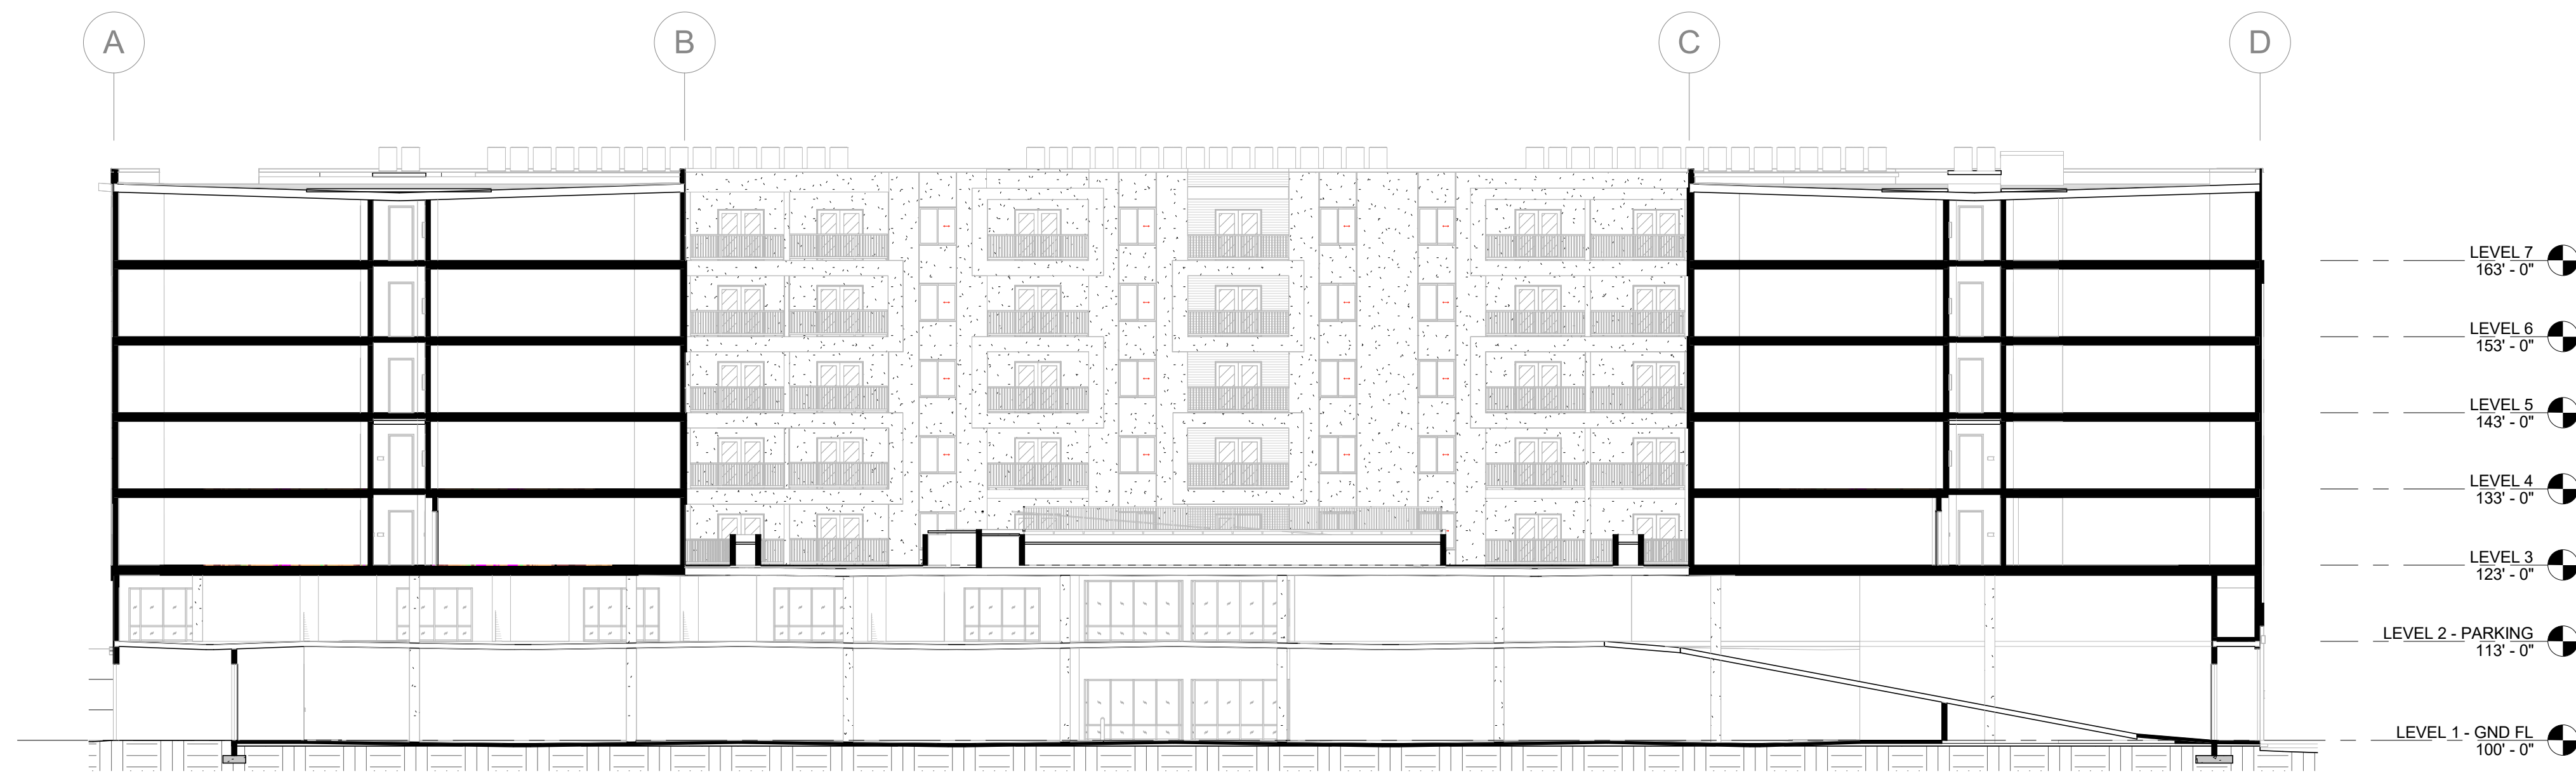 A
B
C
D
LEVEL 7
163' - 0"
LEVEL 6
153' - 0"
LEVEL 5
143' - 0"
LEVEL 4
133' - 0"
LEVEL 3
123' - 0"
LEVEL 2 - PARKING
113' - 0"
LEVEL 1 - GND FL
100' - 0"